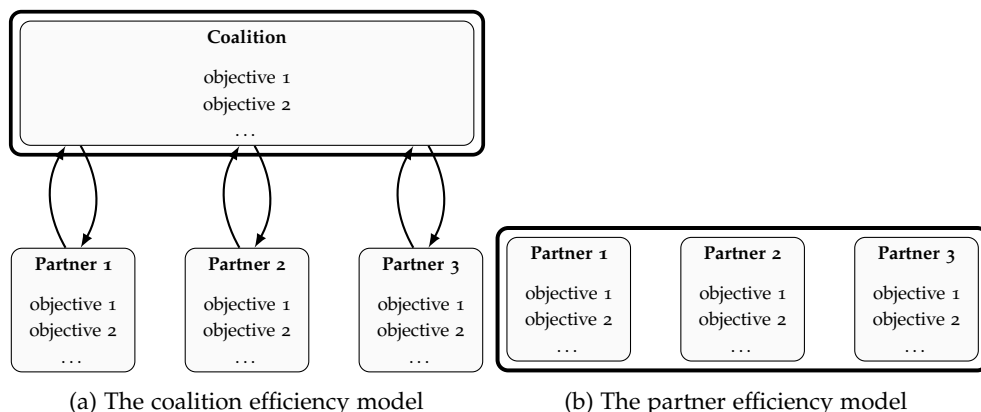 Coalition
objective 1
objective 2
...
Partner 1
objective 1
objective 2
...
Partner 2
objective 1
objective 2
...
Partner 3
objective 1
objective 2
...
(a) The coalition efficiency model
Partner 1
objective 1
objective 2
...
Partner 2
objective 1
objective 2
...
Partner 3
objective 1
objective 2
...
(b) The partner efficiency model